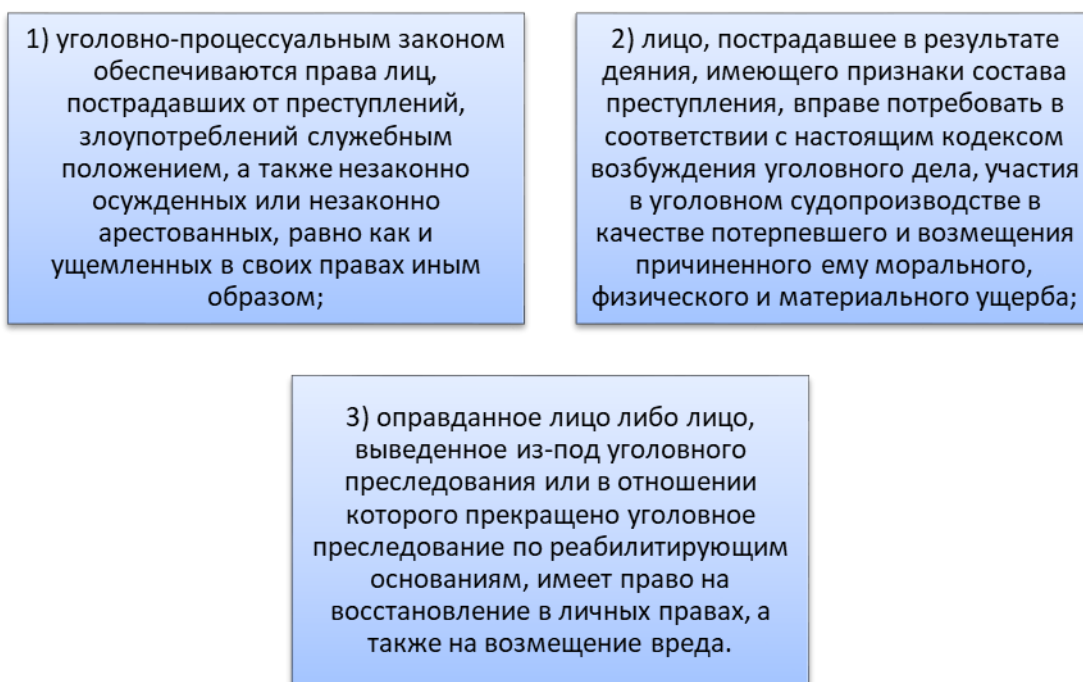 1) уголовно-процессуальным законом
обеспечиваются права лиц,
пострадавших от преступлений,
злоупотреблений служебным
положением, а также незаконно
осужденных или незаконно
арестованных, равно как и
ущемленных в своих правах иным
образом;
2) лицо, пострадавшее в результате
деяния, имеющего признаки состава
преступления, вправе потребовать в
соответствии с настоящим кодексом
возбуждения уголовного дела, участия
в уголовном судопроизводстве в
качестве потерпевшего и возмещения
причиненного ему морального,
физического и материального ущерба;
3) оправданное лицо либо лицо,
выведенное из-под уголовного
преследования или в отношении
которого прекращено уголовное
преследование по реабилитирующим
основаниям, имеет право на
восстановление в личных правах, а
также на возмещение вреда.